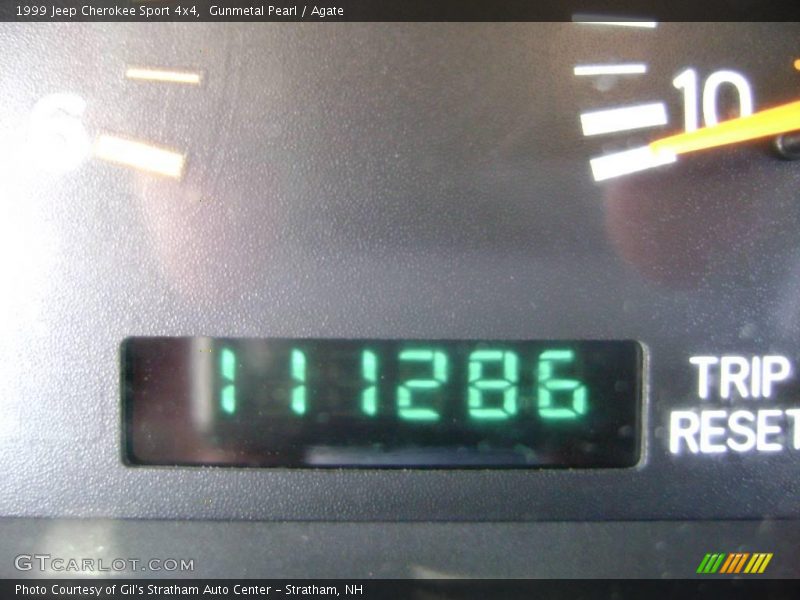 1999 Jeep Cherokee Sport 4x4,  Gunmetal Pearl / Agate
6
10
111286
TRIP
RESET
GTCARLOT.COM
Photo Courtesy of Gil's Stratham Auto Center - Stratham, NH